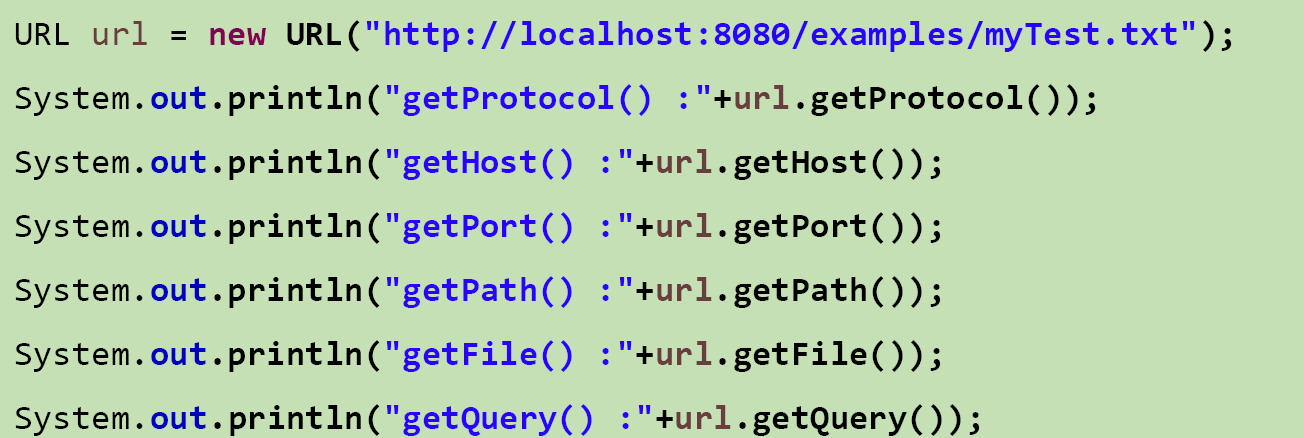 URL url = new URL("http://localhost:8080/examples/myTest.txt");
System.out.println("getProtocol() :"+url.getProtocol());
System.out.println("getHost() :"+url.getHost());
System.out.println("getPort() :"+url.getPort());
System.out.println("getPath() :"+url.getPath());
System.out.println("getFile() :"+url.getFile());
System.out.println("getQuery() :"+url.getQuery());